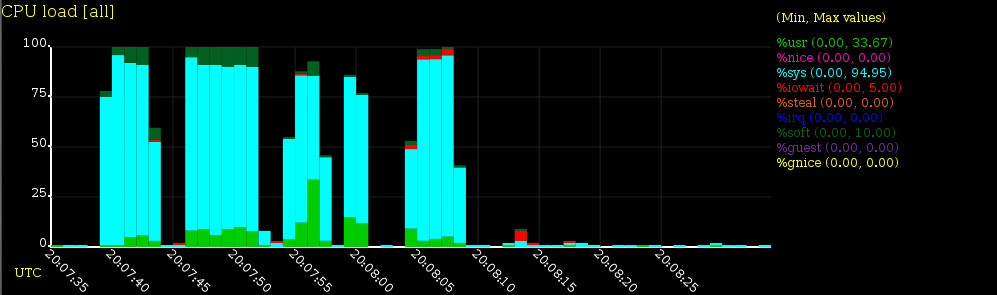 CPU load [all]
(Min, Max values)
%usr (0.00, 33.67)
%nice (0.00, 0.00)
%sys (0.00, 94.95)
%iowait (0.00, 5.00)
%steal (0.00, 0.00)
%irq (0.00, 0.00)
%soft (0.00, 10.00)
%guest (0.00, 0.00)
%gnice (0.00, 0.00)
100
75
50
25
0
UTC
20:07:35
20:07:40
20:07:45
20:07:50
20:07:55
20:08:00
20:08:05
20:08:10
20:08:15
20:08:20
20:08:25